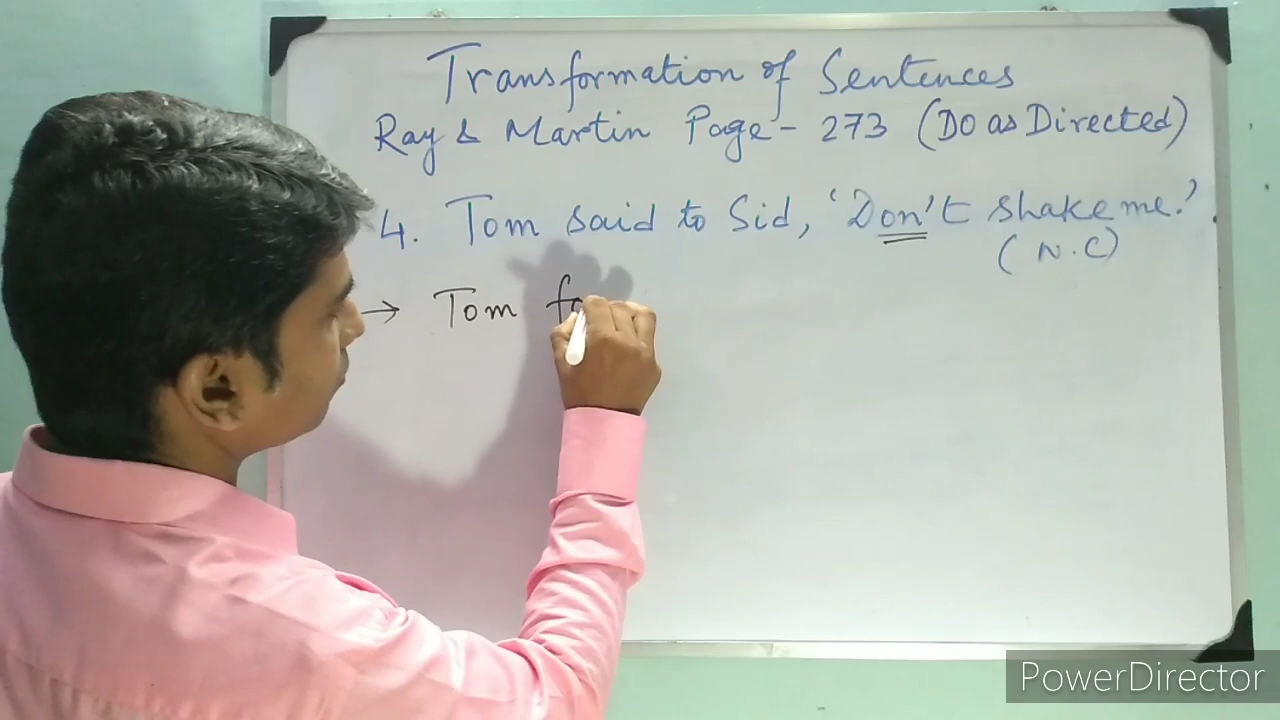 Transformation of Sentences
Ray & Martin Page - 273 (Do as Directed)
4. Tom said to Sid, 'Don't shake me.'
(N.C)
→ Tom fo
PowerDirector